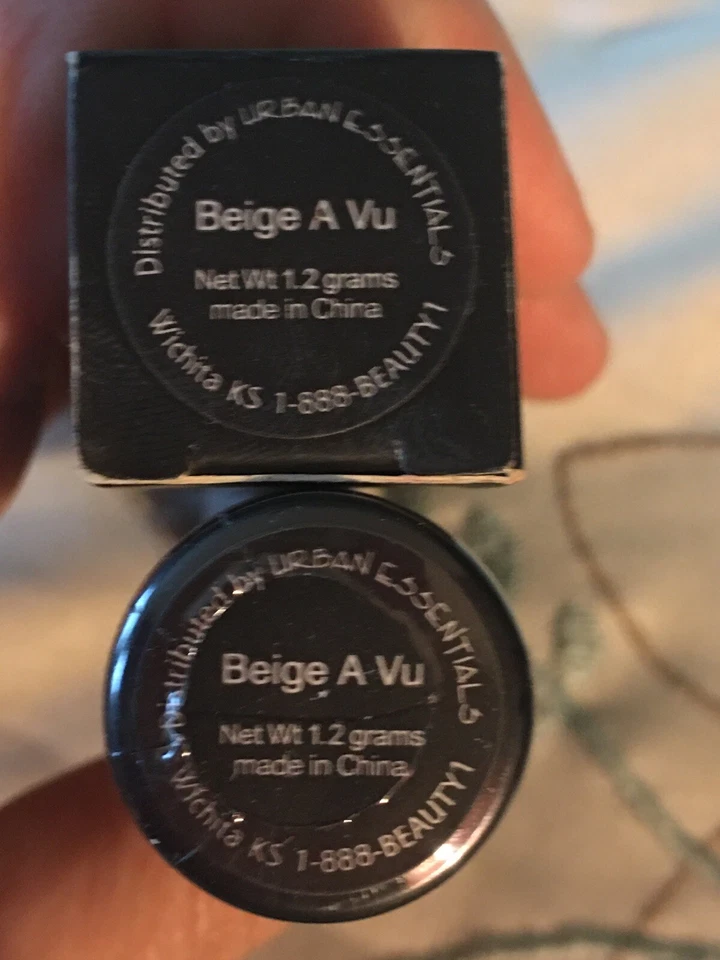 Distributed by URBAN ESSENTIALS
Beige A Vu
Net Wt 1.2 grams
made in China
Wichita KS 1-888-BEAUTY1
Distributed by URBAN ESSENTIALS
Beige A Vu
Net Wt 1.2 grams
made in China
Wichita KS 1-888-BEAUTY1